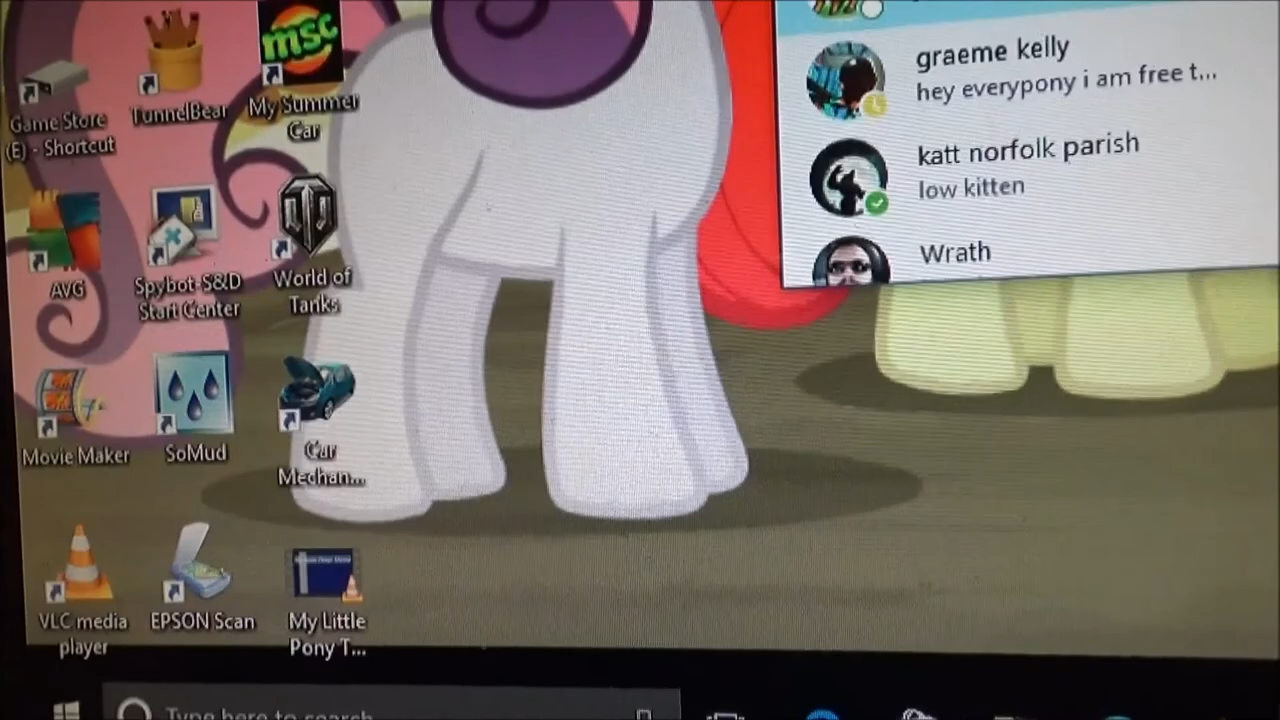 Game Store
(E) - Shortcut
TunnelBear
msc
My Summer
Car
AVG
Spybot-S&D
Start Center
World of
Tanks
Movie Maker
SoMud
Car
Mechan...
VLC media
player
EPSON Scan
My Little
Pony T...
graeme kelly
hey everypony i am free t...
katt norfolk parish
low kitten
Wrath
Type here to search